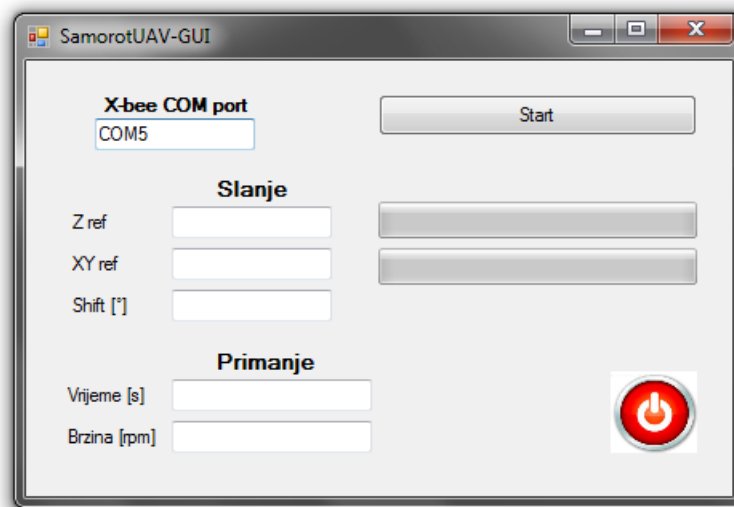 SamorotUAV-GUI
X-bee COM port
COM5
Start
Slanje
Z ref
XY ref
Shift [°]
Primanje
Vrijeme [s]
Brzina [rpm]